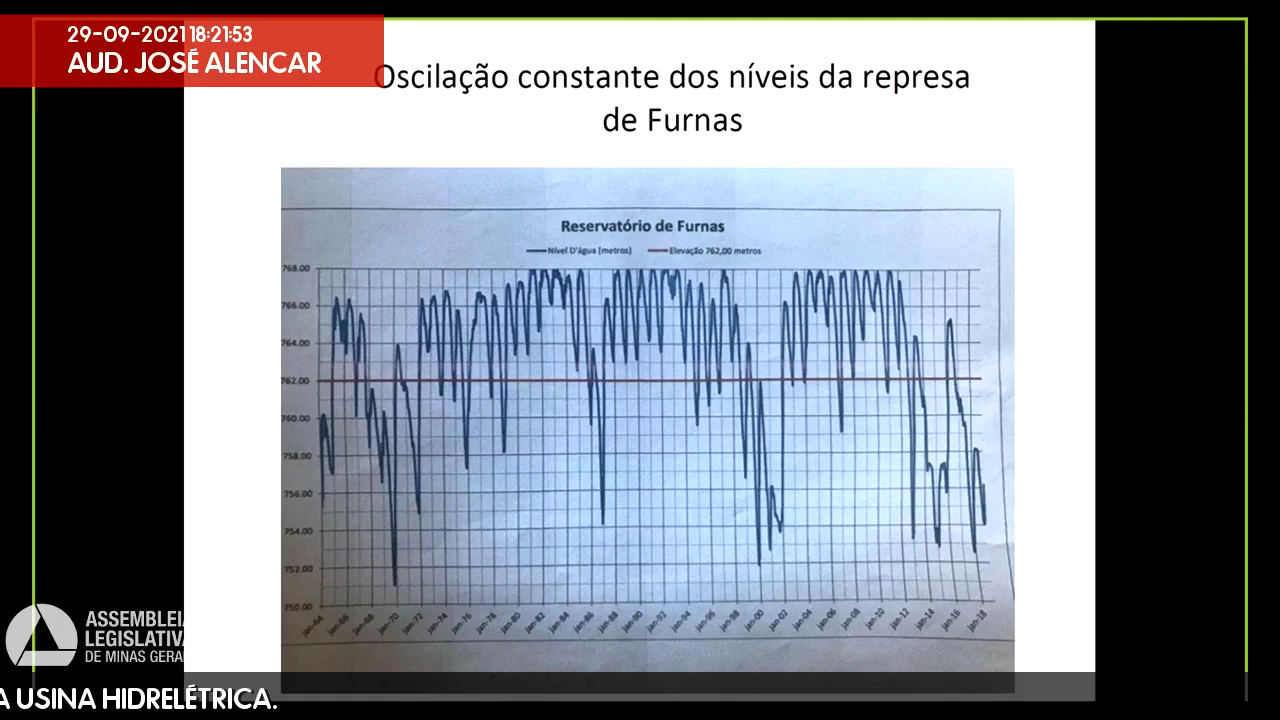 29-09-2021 18:21:53
AUD. JOSÉ ALENCAR
Oscilação constante dos níveis da represa
de Furnas
Reservatório de Furnas
Nível D'água (metros)
Elevação 762,00 metros
768.00
766.00
764.00
762.00
760.00
758.00
756.00
754.00
752.00
750.00
jan-64
jan-66
jan-68
jan-70
jan-72
jan-74
jan-76
jan-78
jan-80
jan-82
jan-84
jan-86
jan-88
jan-90
jan-92
jan-94
jan-96
jan-98
jan-00
jan-02
jan-04
jan-06
jan-08
jan-10
jan-12
jan-14
jan-16
jan-18
ASSEMBLEI
LEGISLATIVA
DE MINAS GERAI
A USINA HIDRELÉTRICA.